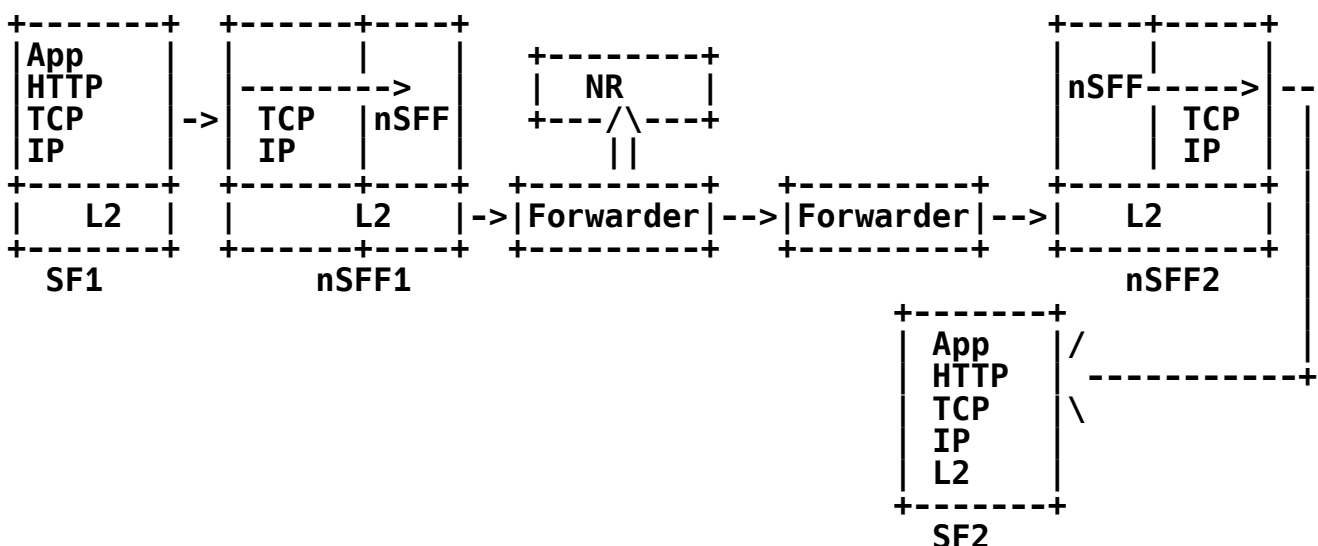 App
HTTP NR nSFF
TCP TCP nSFF TCP
IP IP IP
L2 L2 Forwarder Forwarder L2
SF1 nSFF1 nSFF2
App
HTTP
TCP
IP
L2
SF2